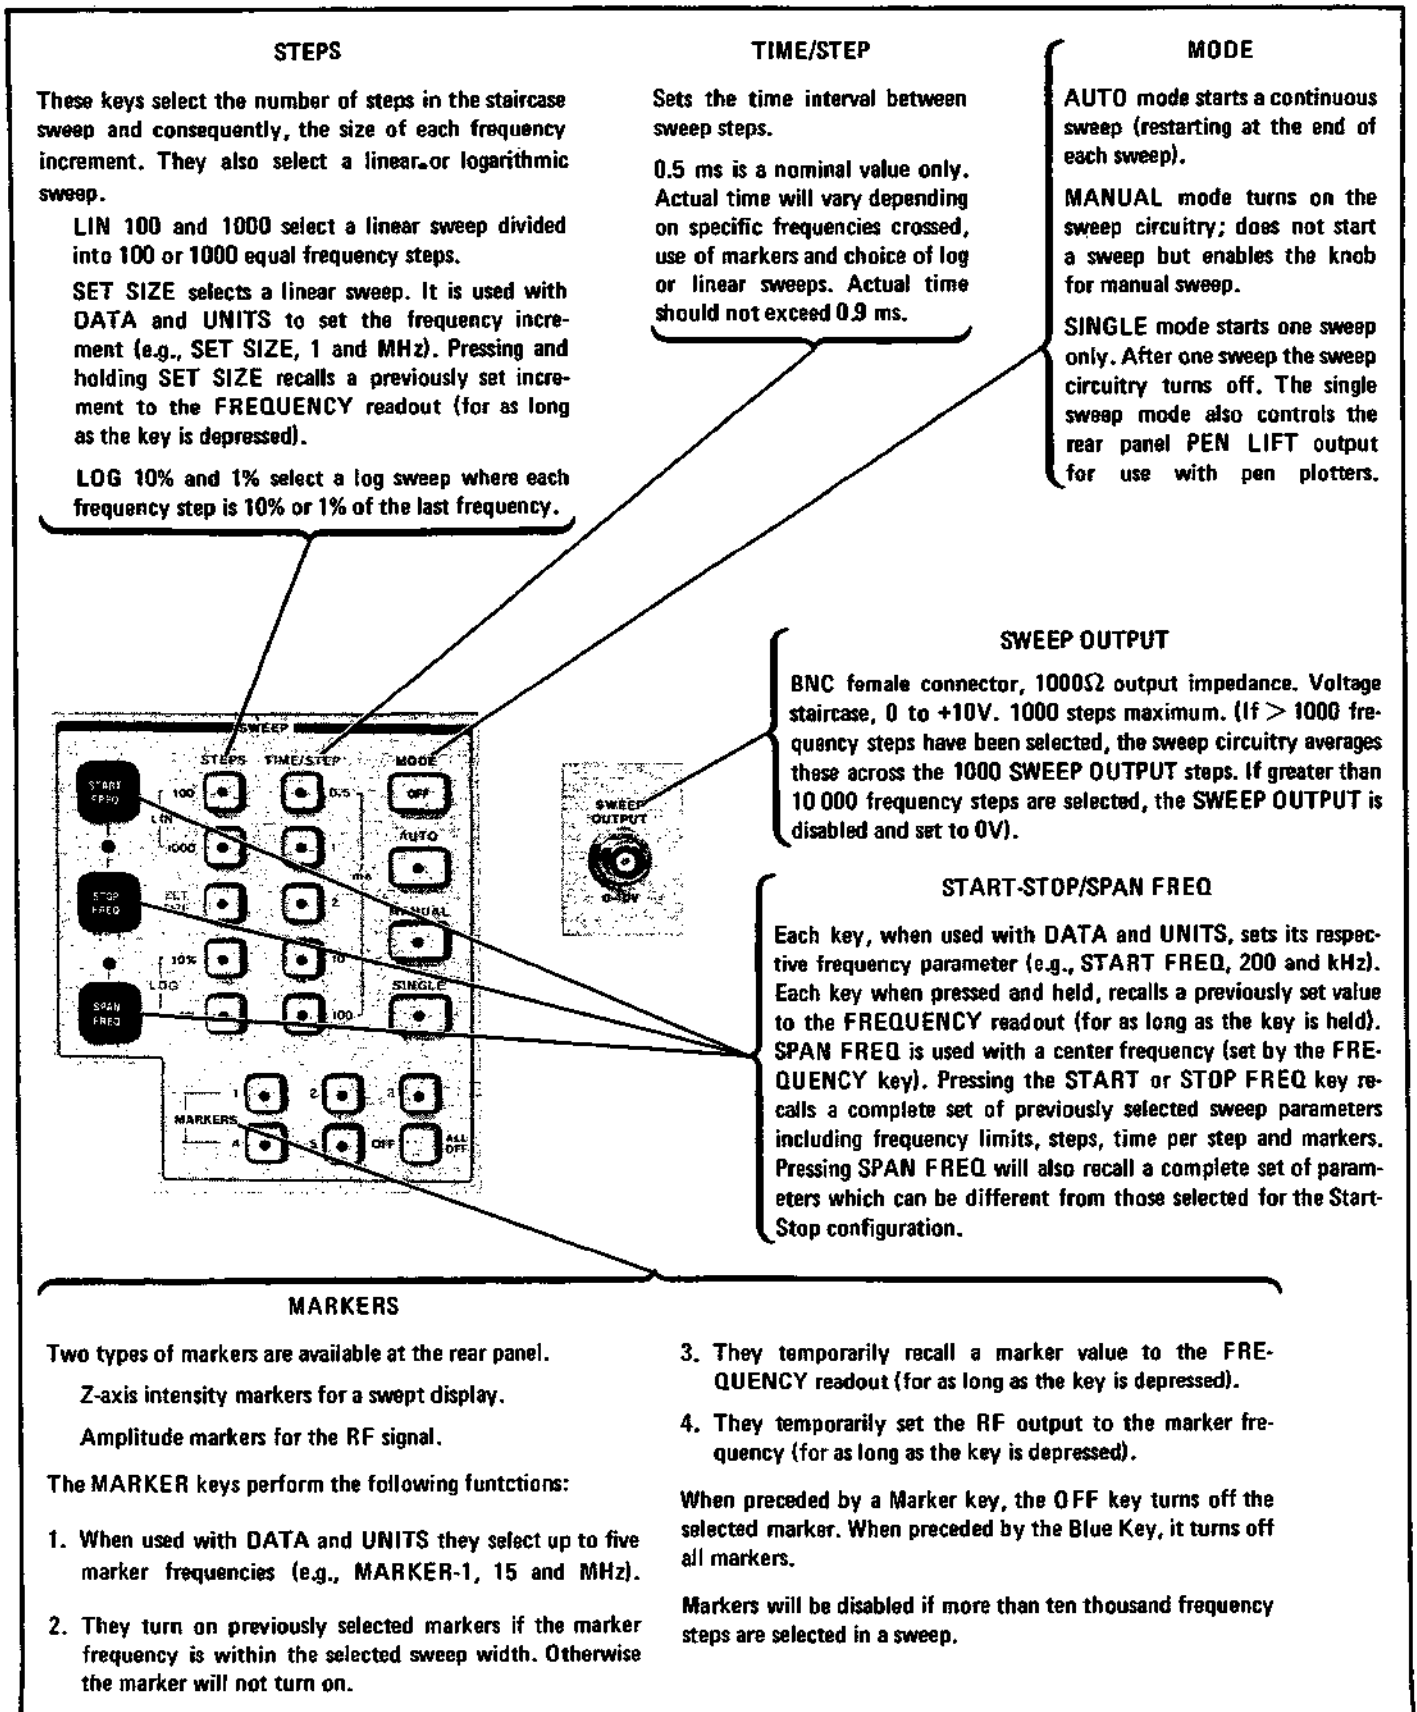 STEPS
These keys select the number of steps in the staircase
sweep and consequently, the size of each frequency
increment. They also select a linear or logarithmic
sweep.
LIN 100 and 1000 select a linear sweep divided
into 100 or 1000 equal frequency steps.
SET SIZE selects a linear sweep. It is used with
DATA and UNITS to set the frequency incre-
ment (e.g., SET SIZE, 1 and MHz). Pressing and
holding SET SIZE recalls a previously set incre-
ment to the FREQUENCY readout (for as long
as the key is depressed).
LOG 10% and 1% select a log sweep where each
frequency step is 10% or 1% of the last frequency.
TIME/STEP
Sets the time interval between
sweep steps.
0.5 ms is a nominal value only.
Actual time will vary depending
on specific frequencies crossed,
use of markers and choice of log
or linear sweeps. Actual time
should not exceed 0.9 ms.
MODE
AUTO mode starts a continuous
sweep (restarting at the end of
each sweep).
MANUAL mode turns on the
sweep circuitry; does not start
a sweep but enables the knob
for manual sweep.
SINGLE mode starts one sweep
only. After one sweep the sweep
circuitry turns off. The single
sweep mode also controls the
rear panel PEN LIFT output
for use with pen plotters.
SWEEP OUTPUT
BNC female connector, 1000Ω output impedance. Voltage
staircase, 0 to +10V. 1000 steps maximum. (If > 1000 fre-
quency steps have been selected, the sweep circuitry averages
these across the 1000 SWEEP OUTPUT steps. If greater than
10 000 frequency steps are selected, the SWEEP OUTPUT is
disabled and set to 0V).
SWEEP
STEPS TIME/STEP MODE
START
FREQ
100
0.5
OFF
LIN
1000
1
AUTO
ms
STOP
FREQ
SET
SIZE
2
MANUAL
10%
10
LOG
SINGLE
SPAN
FREQ
100
1 2 3
MARKERS
4 5 OFF ALL
OFF
SWEEP
OUTPUT
0-10V
START-STOP/SPAN FREQ
Each key, when used with DATA and UNITS, sets its respec-
tive frequency parameter (e.g., START FREQ, 200 and kHz).
Each key when pressed and held, recalls a previously set value
to the FREQUENCY readout (for as long as the key is held).
SPAN FREQ is used with a center frequency (set by the FRE-
QUENCY key). Pressing the START or STOP FREQ key re-
calls a complete set of previously selected sweep parameters
including frequency limits, steps, time per step and markers.
Pressing SPAN FREQ will also recall a complete set of param-
eters which can be different from those selected for the Start-
Stop configuration.
MARKERS
Two types of markers are available at the rear panel.
Z-axis intensity markers for a swept display.
Amplitude markers for the RF signal.
The MARKER keys perform the following funtctions:
1. When used with DATA and UNITS they select up to five
marker frequencies (e.g., MARKER-1, 15 and MHz).
2. They turn on previously selected markers if the marker
frequency is within the selected sweep width. Otherwise
the marker will not turn on.
3. They temporarily recall a marker value to the FRE-
QUENCY readout (for as long as the key is depressed).
4. They temporarily set the RF output to the marker fre-
quency (for as long as the key is depressed).
When preceded by a Marker key, the OFF key turns off the
selected marker. When preceded by the Blue Key, it turns off
all markers.
Markers will be disabled if more than ten thousand frequency
steps are selected in a sweep.